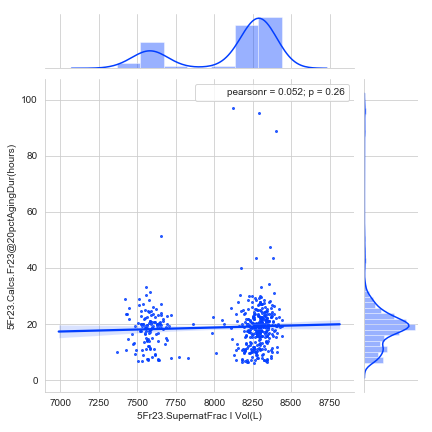 pearsonr = 0.052; p = 0.26
100
80
60
40
20
0
5Fr23.Calcs.Fr23@20pctAgingDur(hours)
7000 7250 7500 7750 8000 8250 8500 8750
5Fr23.SupernatFrac I Vol(L)